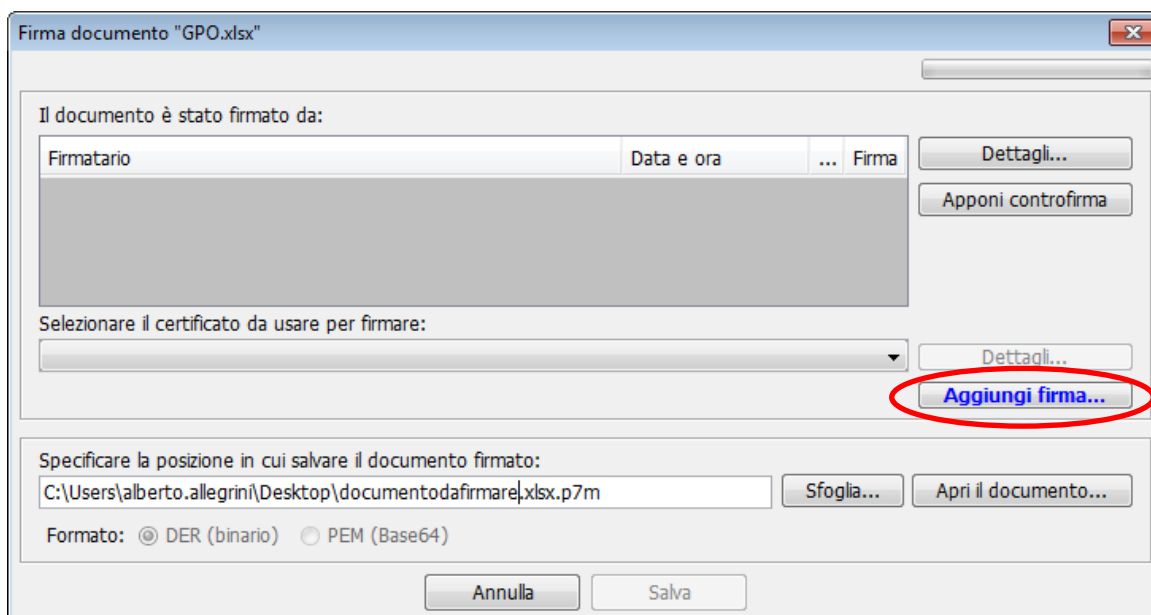 Firma documento "GPO.xlsx"
Il documento è stato firmato da:
Firmatario Data e ora ... Firma
Dettagli...
Apponi controfirma
Selezionare il certificato da usare per firmare:
Dettagli...
Aggiungi firma...
Specificare la posizione in cui salvare il documento firmato:
C:\Users\alberto.allegrini\Desktop\documentodafirmare.xlsx.p7m
Sfoglia... Apri il documento...
Formato: DER (binario) PEM (Base64)
Annulla Salva